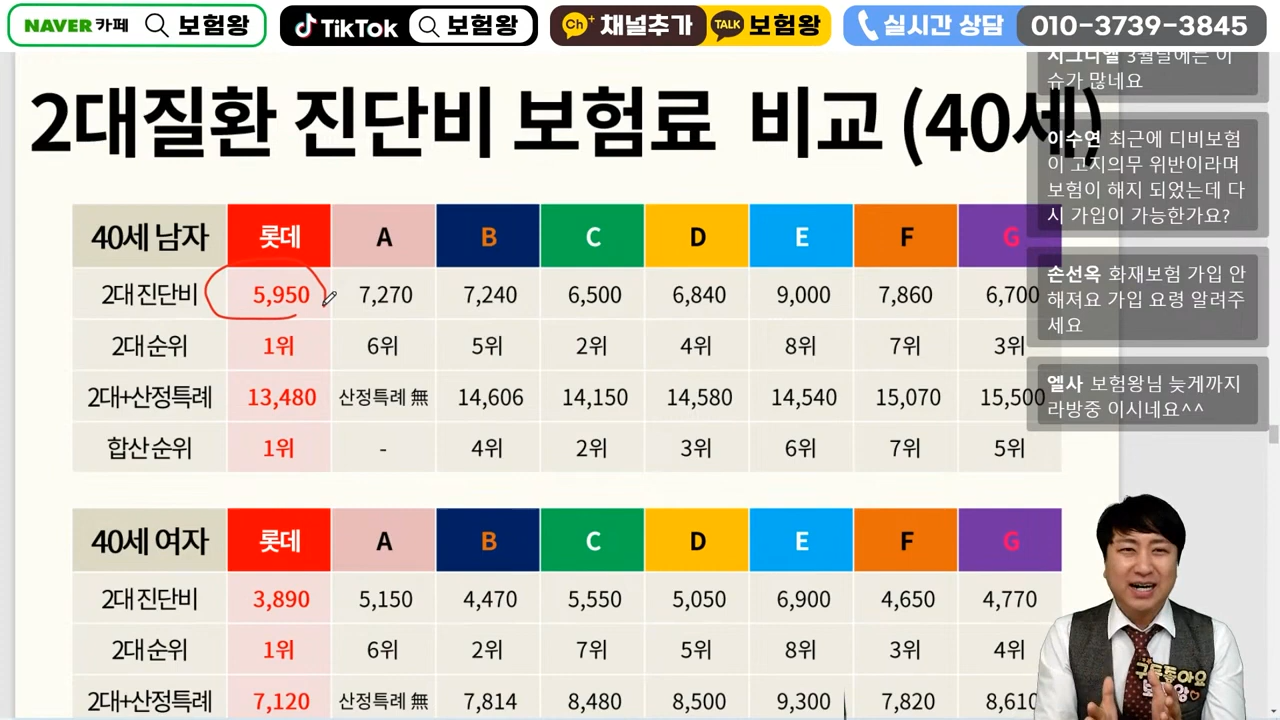 NAVER 카페 보험왕
TikTok 보험왕
Ch+ 채널추가 TALK 보험왕
실시간 상담 010-3739-3845
2대질환 진단비 보험료 비교 (40세)
40세 남자 롯데 A B C D E F G
2대 진단비 5,950 7,270 7,240 6,500 6,840 9,000 7,860 6,700
2대 순위 1위 6위 5위 2위 4위 8위 7위 3위
2대+산정특례 13,480 산정특례 無 14,606 14,150 14,580 14,540 15,070 15,500
합산 순위 1위 - 4위 2위 3위 6위 7위 5위
40세 여자 롯데 A B C D E F G
2대 진단비 3,890 5,150 4,470 5,550 5,050 6,900 4,650 4,770
2대 순위 1위 6위 2위 7위 5위 8위 3위 4위
2대+산정특례 7,120 산정특례 無 7,814 8,480 8,500 9,300 7,820 8,610
3월달에는 이
슈가 많네요
이수연 최근에 디비보험
이 고지의무 위반이라며
보험이 해지 되었는데 다
시 가입이 가능한가요?
손선옥 화재보험 가입 안
해져요 가입 요령 알려주
세요
엘사 보험왕님 늦게까지
라방중 이시네요^^
구독좋아요
보험왕